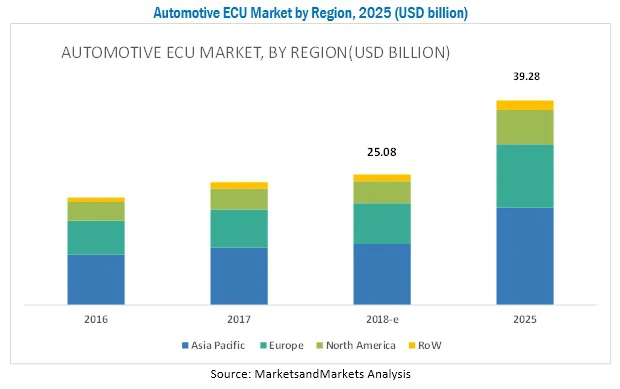 Automotive ECU Market by Region, 2025 (USD billion)
AUTOMOTIVE ECU MARKET, BY REGION(USD BILLION)
39.28
25.08
2016 2017 2018-e 2025
Asia Pacific Europe North America RoW
Source: MarketsandMarkets Analysis